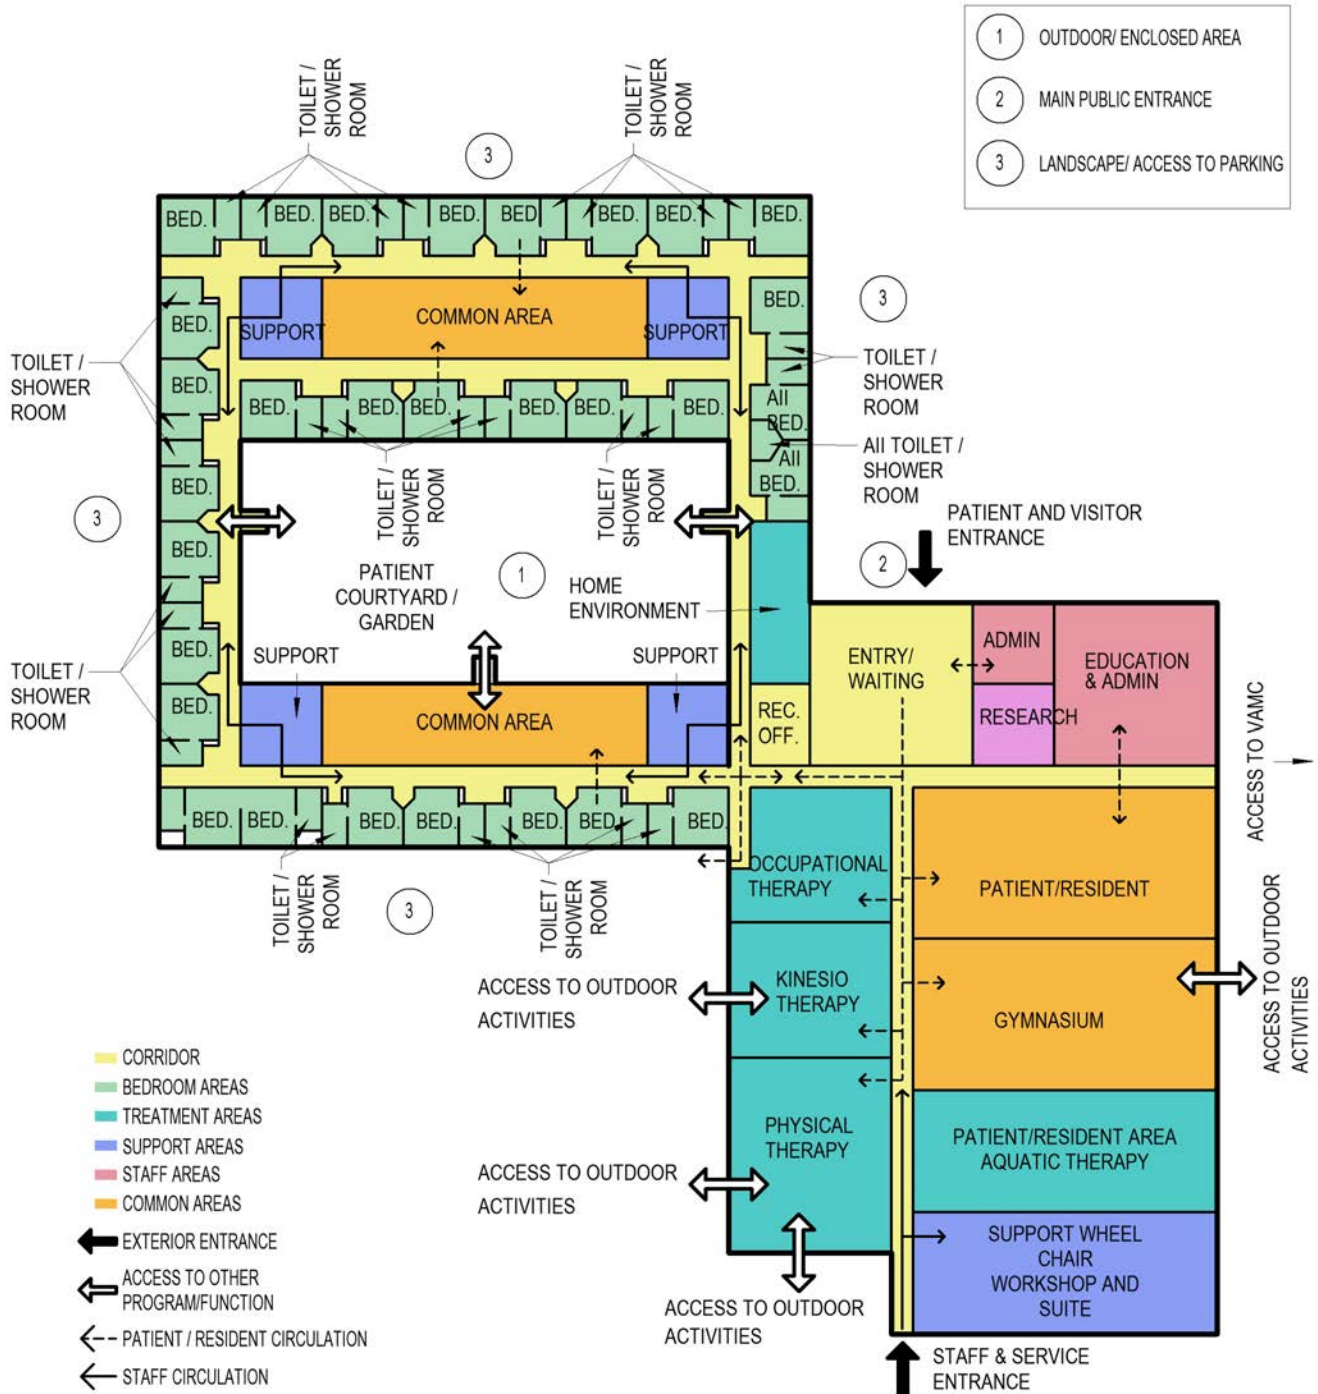 1 OUTDOOR/ ENCLOSED AREA
2 MAIN PUBLIC ENTRANCE
3 LANDSCAPE/ ACCESS TO PARKING
TOILET /
SHOWER
ROOM
3
TOILET /
SHOWER
ROOM
BED.
BED.
BED.
BED.
BED
BED.
BED.
BED.
BED.
SUPPORT
COMMON AREA
SUPPORT
BED.
3
TOILET /
SHOWER
ROOM
BED.
TOILET /
SHOWER
ROOM
BED.
BED.
BED.
BED.
BED.
BED.
BED.
All
BED.
All
BED.
All TOILET /
SHOWER
ROOM
BED.
3
TOILET /
SHOWER
ROOM
TOILET /
SHOWER
ROOM
PATIENT AND VISITOR
ENTRANCE
2
BED.
PATIENT
COURTYARD /
GARDEN
1
HOME
ENVIRONMENT
TOILET /
SHOWER
ROOM
BED.
BED.
SUPPORT
SUPPORT
COMMON AREA
REC.
OFF.
ENTRY/
WAITING
ADMIN
RESEARCH
EDUCATION
& ADMIN
ACCESS TO VAMC
BED.
BED.
BED.
BED.
BED.
BED.
BED.
TOILET /
SHOWER
ROOM
3
TOILET /
SHOWER
ROOM
OCCUPATIONAL
THERAPY
PATIENT/RESIDENT
KINESIO
THERAPY
GYMNASIUM
ACCESS TO OUTDOOR
ACTIVITIES
ACCESS TO OUTDOOR
ACTIVITIES
PHYSICAL
THERAPY
PATIENT/RESIDENT AREA
AQUATIC THERAPY
ACCESS TO OUTDOOR
ACTIVITIES
SUPPORT WHEEL
CHAIR
WORKSHOP AND
SUITE
ACCESS TO OUTDOOR
ACTIVITIES
STAFF & SERVICE
ENTRANCE
CORRIDOR
BEDROOM AREAS
TREATMENT AREAS
SUPPORT AREAS
STAFF AREAS
COMMON AREAS
EXTERIOR ENTRANCE
ACCESS TO OTHER
PROGRAM/FUNCTION
PATIENT / RESIDENT CIRCULATION
STAFF CIRCULATION